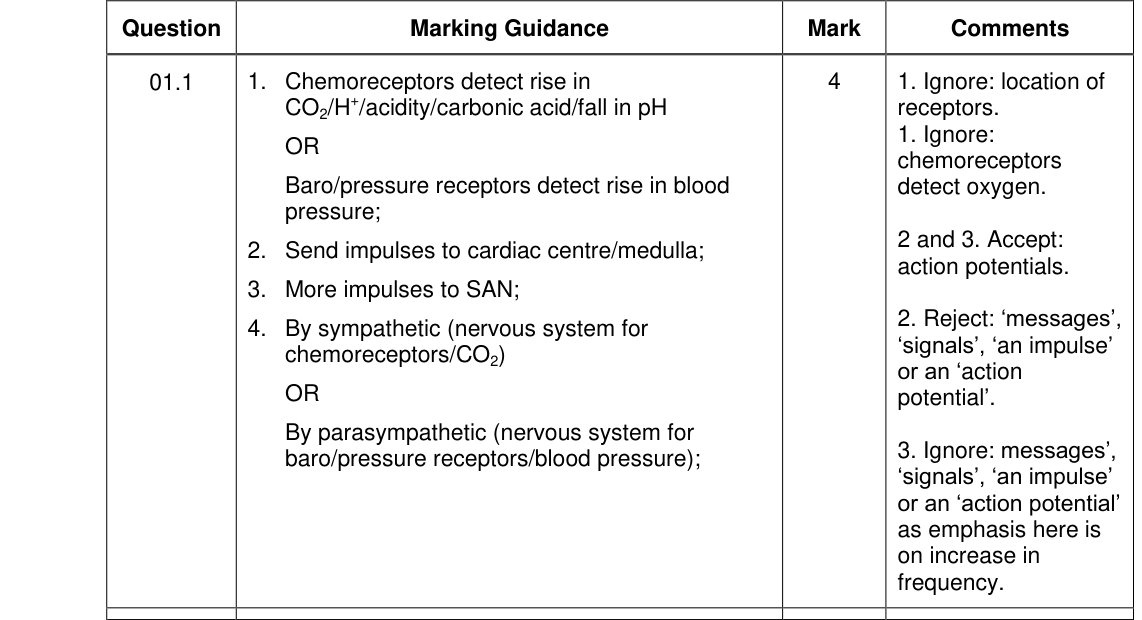 Question Marking Guidance Mark Comments
01.1
1. Chemoreceptors detect rise in
CO₂/H⁺/acidity/carbonic acid/fall in pH
OR
Baro/pressure receptors detect rise in blood
pressure;
2. Send impulses to cardiac centre/medulla;
3. More impulses to SAN;
4. By sympathetic (nervous system for
chemoreceptors/CO₂)
OR
By parasympathetic (nervous system for
baro/pressure receptors/blood pressure);
4
1. Ignore: location of
receptors.
1. Ignore:
chemoreceptors
detect oxygen.
2 and 3. Accept:
action potentials.
2. Reject: ‘messages’,
‘signals’, ‘an impulse’
or an ‘action
potential’.
3. Ignore: messages’,
‘signals’, ‘an impulse’
or an ‘action potential’
as emphasis here is
on increase in
frequency.